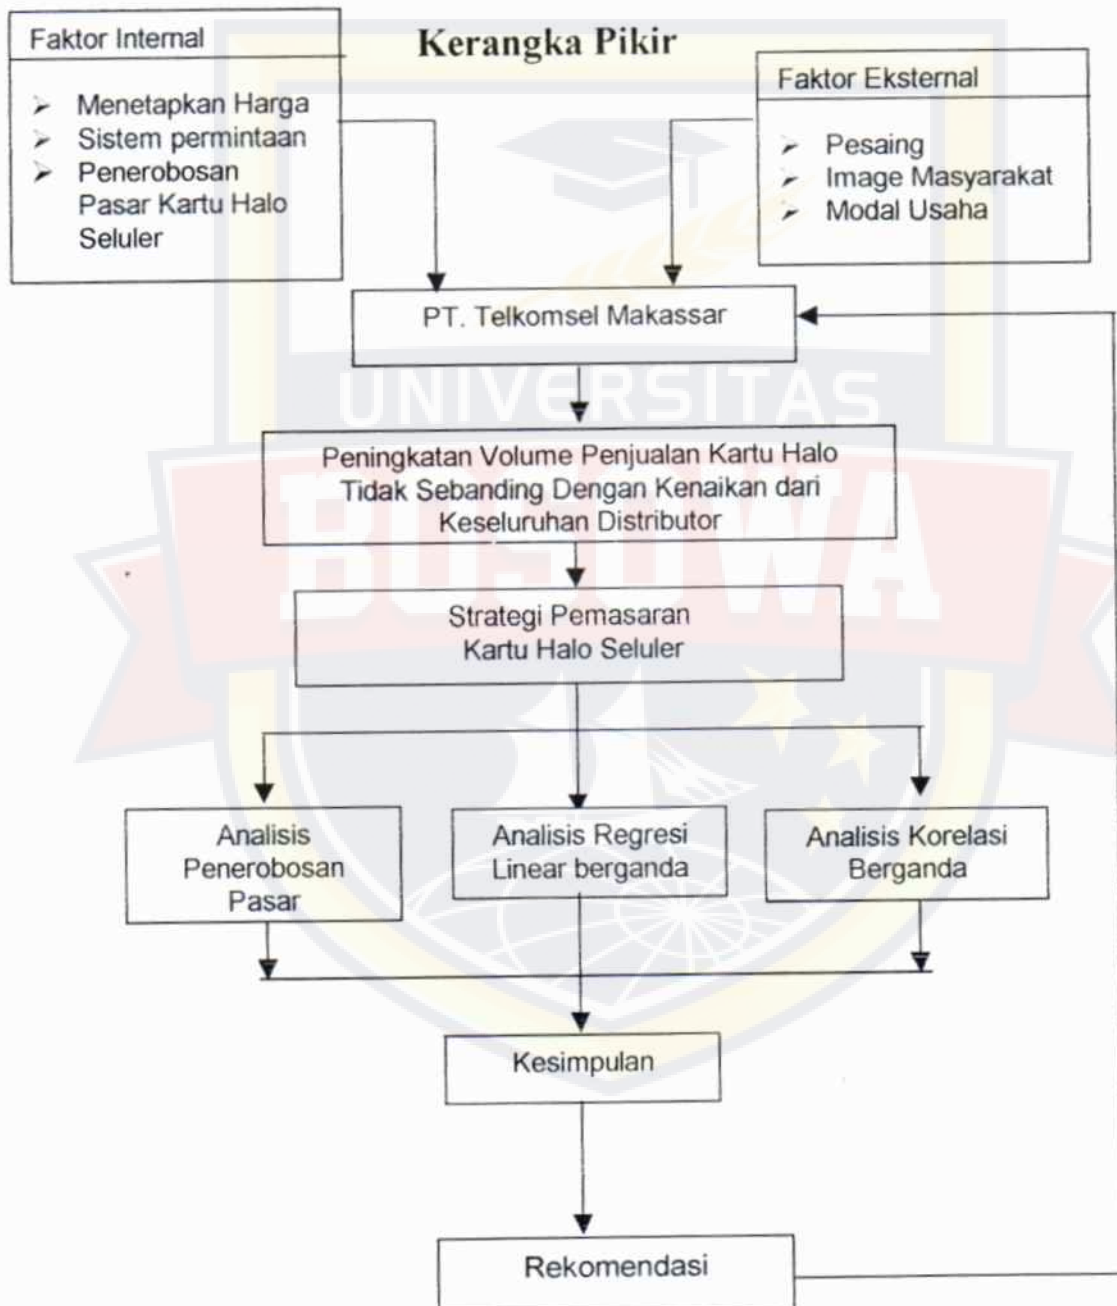 Kerangka Pikir
Faktor Internal
➢ Menetapkan Harga
➢ Sistem permintaan
➢ Penerobosan
Pasar Kartu Halo
Seluler
Faktor Eksternal
➢ Pesaing
➢ Image Masyarakat
➢ Modal Usaha
PT. Telkomsel Makassar
UNIVERSITAS
BOSOWA
Peningkatan Volume Penjualan Kartu Halo
Tidak Sebanding Dengan Kenaikan dari
Keseluruhan Distributor
Strategi Pemasaran
Kartu Halo Seluler
Analisis
Penerobosan
Pasar
Analisis Regresi
Linear berganda
Analisis Korelasi
Berganda
Kesimpulan
Rekomendasi